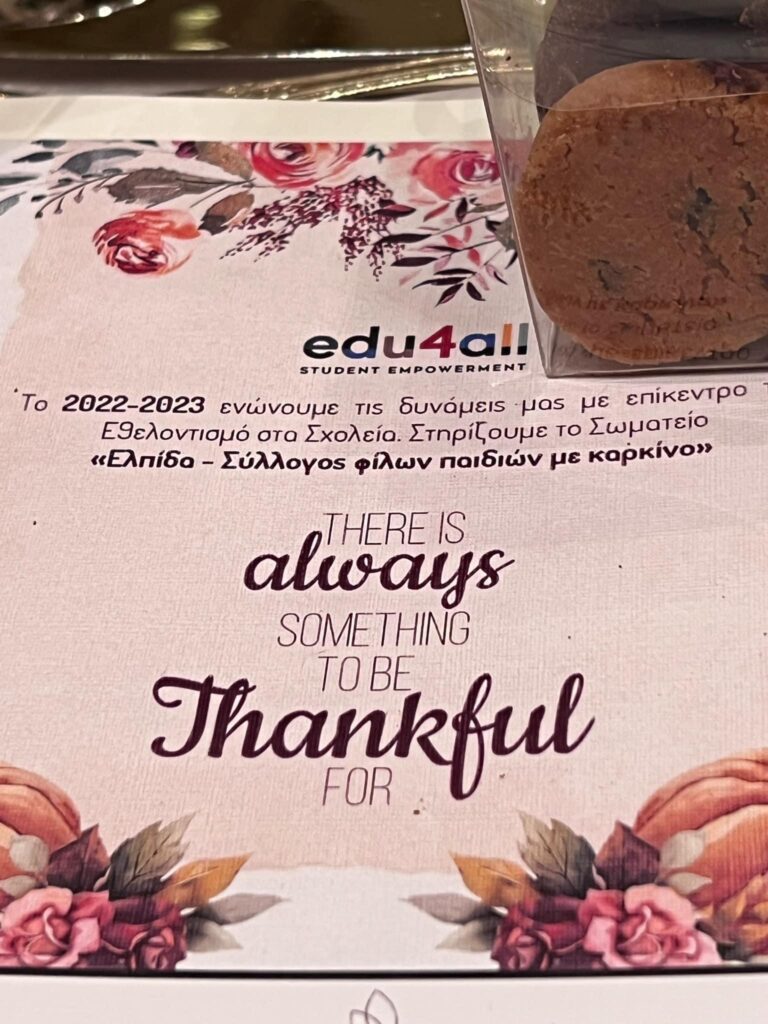 edu4all
STUDENT EMPOWERMENT
Το 2022-2023 ενώνουμε τις δυνάμεις μας με επίκεντρο
Εθελοντισμό στα Σχολεία. Στηρίζουμε το Σωματείο
«Ελπίδα - Σύλλογος φίλων παιδιών με καρκίνο»
THERE IS
always
SOMETHING
TO BE
Thankful
FOR